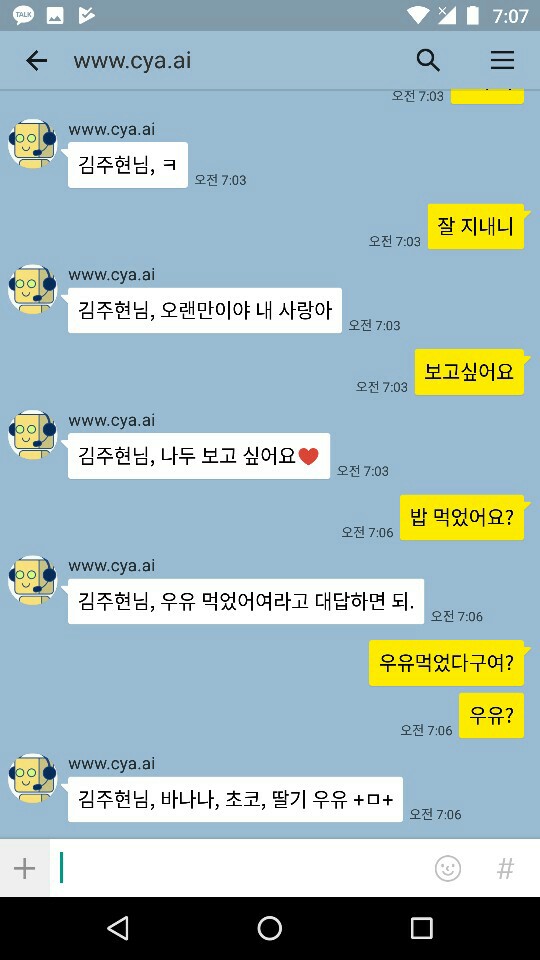 TALK
7:07
www.cya.ai
오전 7:03
www.cya.ai
김주현님, ㅋ
오전 7:03
잘 지내니
오전 7:03
www.cya.ai
김주현님, 오랜만이야 내 사랑아
오전 7:03
보고싶어요
오전 7:03
www.cya.ai
김주현님, 나두 보고 싶어요❤
오전 7:03
밥 먹었어요?
오전 7:06
www.cya.ai
김주현님, 우유 먹었어여라고 대답하면 되.
오전 7:06
우유먹었다구여?
우유?
오전 7:06
www.cya.ai
김주현님, 바나나, 초코, 딸기 우유 +ㅁ+
오전 7:06
#